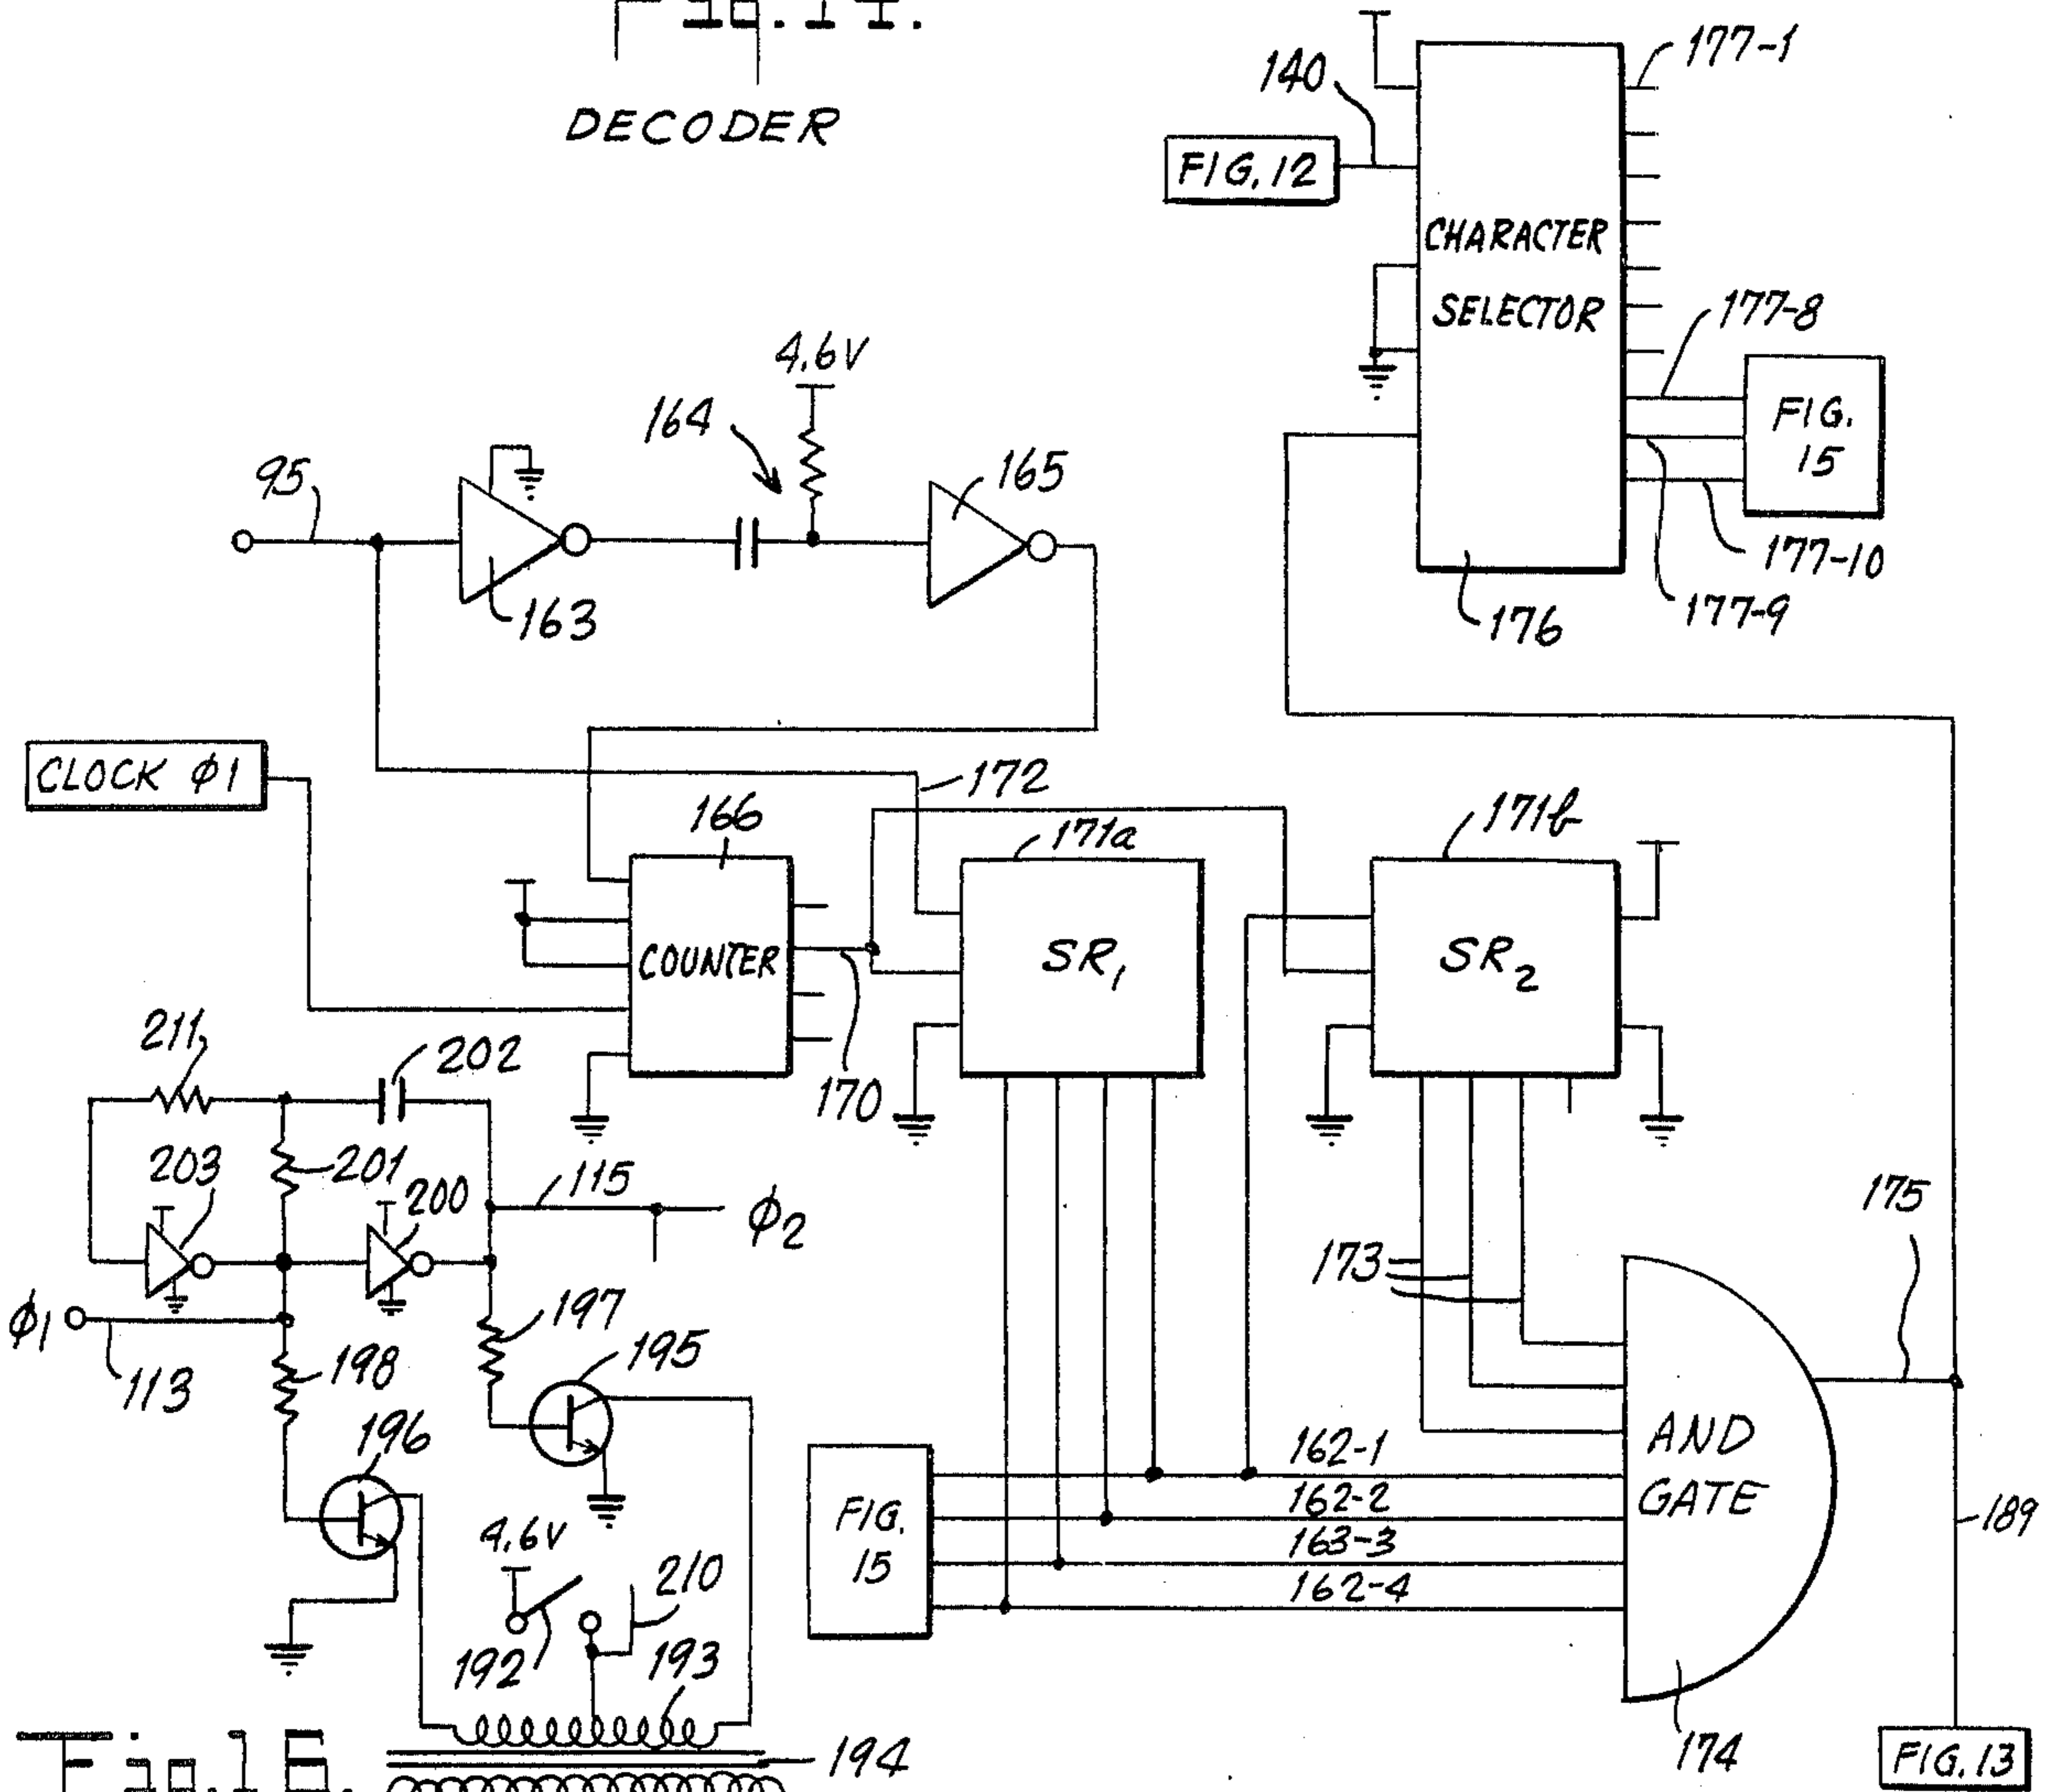 DECODER
177-1
140
FIG. 12
CHARACTER
SELECTOR
177-8
4.6V
164
FIG.
15
95
165
177-10
163
177-9
176
CLOCK φ1
172
166
171a
171b
COUNTER
SR1
SR2
211
202
170
203
201
200
115
φ2
175
173
φ1
197
198
195
113
196
162-1
AND
GATE
162-2
FIG.
15
4.6V
163-3
189
210
162-4
192
193
174
194
FIG. 13